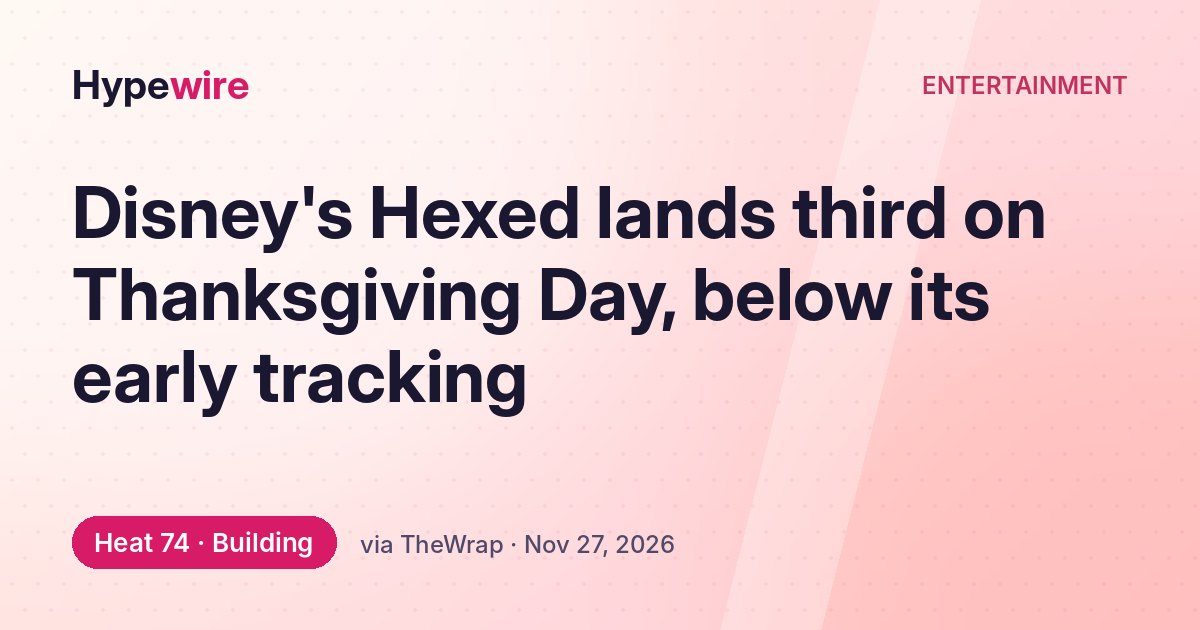 Hypewire
ENTERTAINMENT
Disney's Hexed lands third on
Thanksgiving Day, below its
early tracking
Heat 74 · Building
via TheWrap · Nov 27, 2026